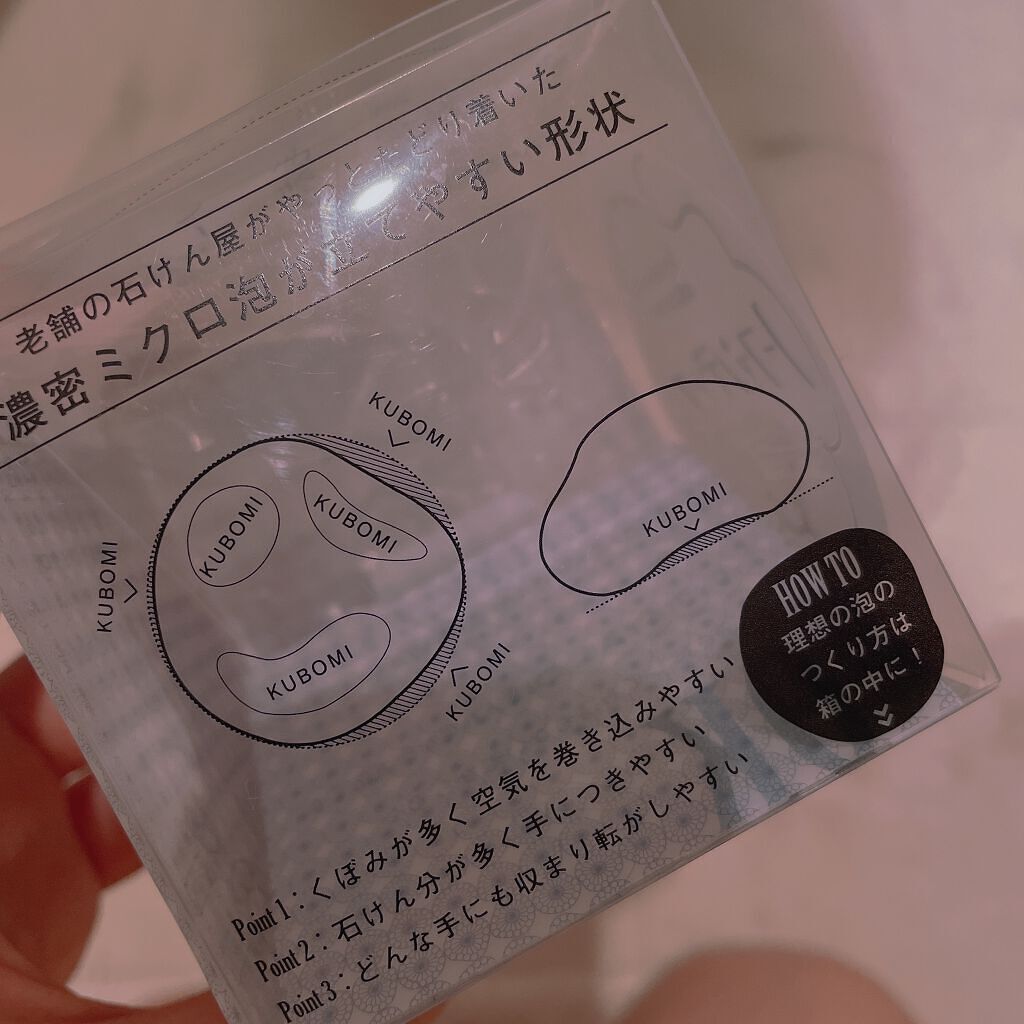 老舗の石けん屋がやっとたどり着いた
濃密ミクロ泡が立てやすい形状
KUBOMI
KUBOMI
KUBOMI
KUBOMI
KUBOMI
KUBOMI
KUBOMI
HOW TO
理想の泡の
つくり方は
箱の中に!
Point 1:くぼみが多く空気を巻き込みやすい
Point 2:石けん分が多く手につきやすい
Point 3:どんな手にも収まり転がしやすい